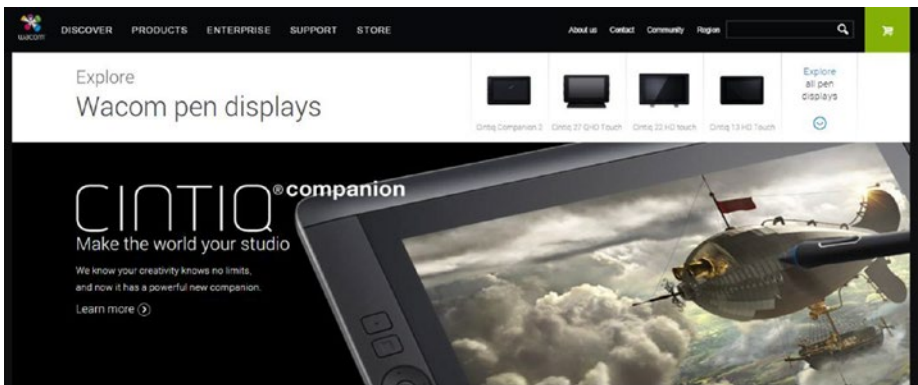 wacom
DISCOVER PRODUCTS ENTERPRISE SUPPORT STORE
About us Contact Community Region
Explore
Wacom pen displays
Cintiq Companion 2 Cintiq 27 QHD Touch Cintiq 22 HD touch Cintiq 13 HD Touch
Explore
all pen
displays
CINTIQ® companion
Make the world your studio
We know your creativity knows no limits,
and now it has a powerful new companion.
Learn more